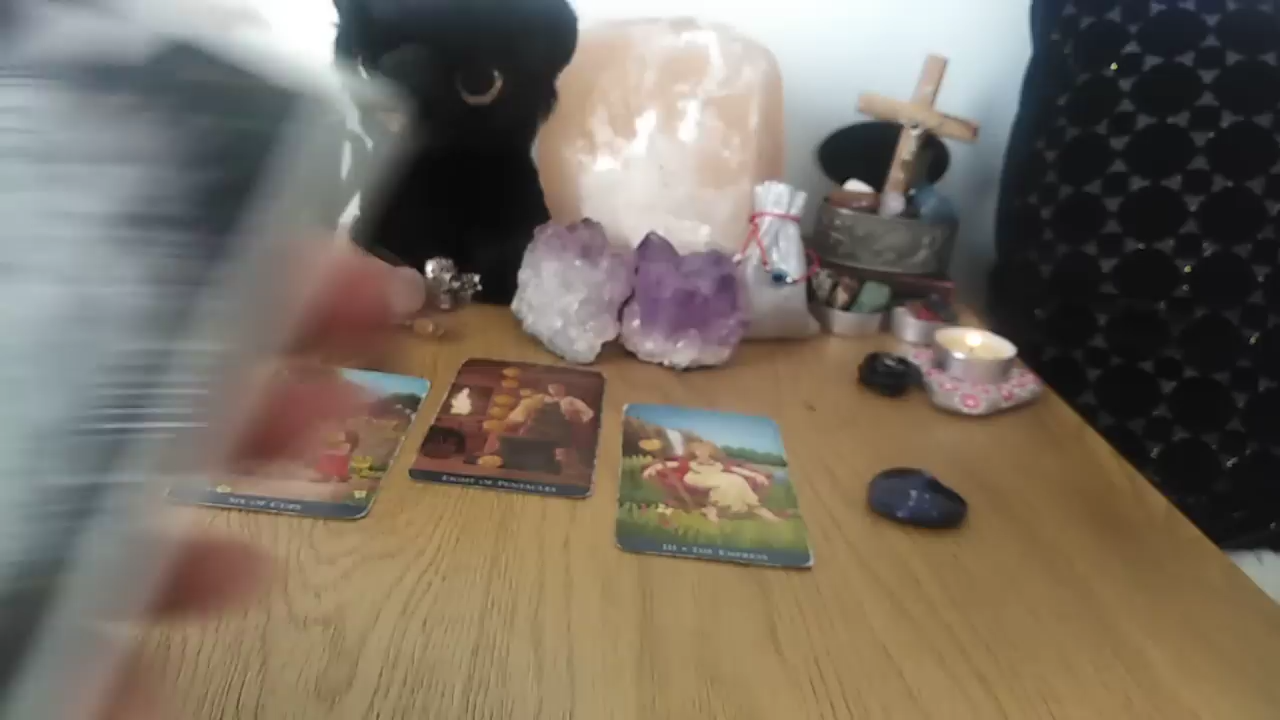 SIX OF CUPS
EIGHT OF PENTACLES
III • THE EMPRESS